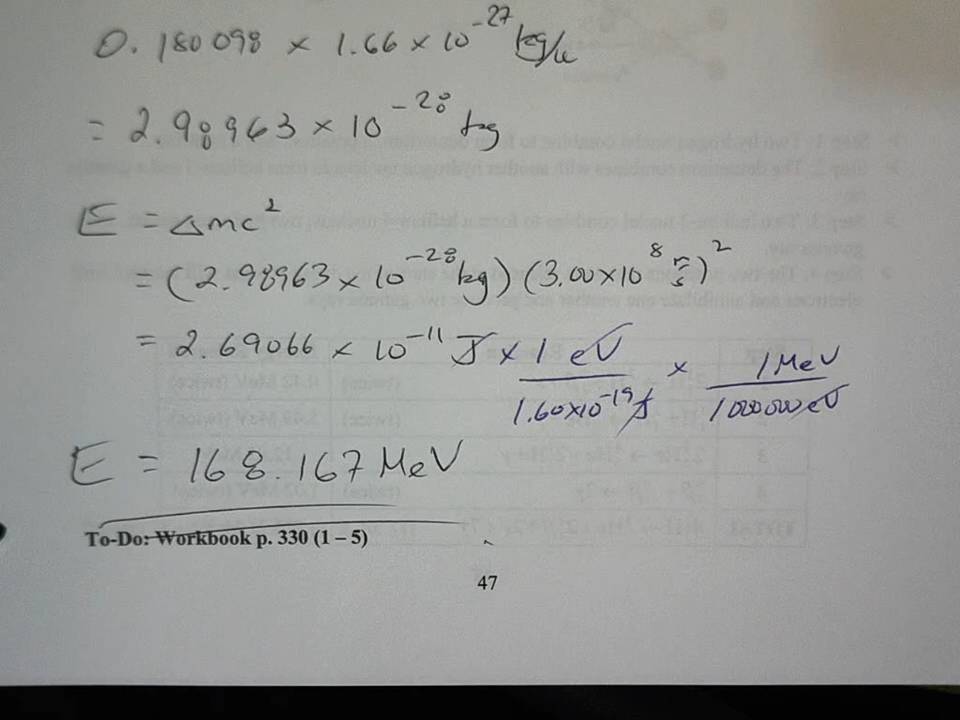 0.180098 × 1.66 × 10⁻²⁷ kg/u
= 2.98963 × 10⁻²⁸ kg
E = Δmc²
= (2.98963 × 10⁻²⁸ kg) (3.00 × 10⁸ m/s)²
= 2.69066 × 10⁻¹¹ J × 1 eV / 1.60×10⁻¹⁹ J × 1 MeV / 1000000 eV
E = 168.167 MeV
To-Do: Workbook p. 330 (1 – 5)
47